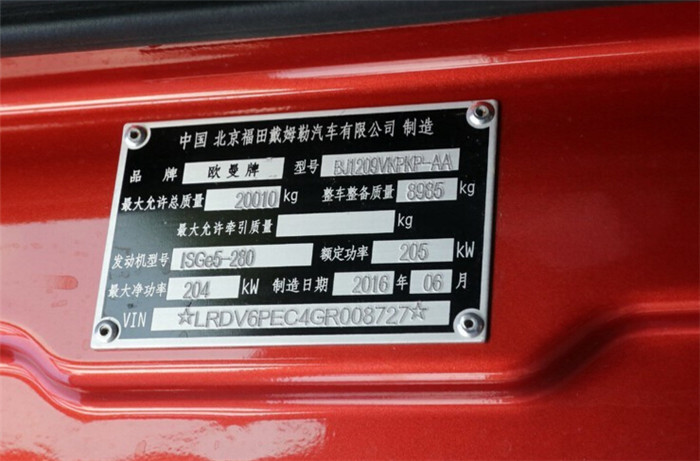 中国 北京福田戴姆勒汽车有限公司 制造
品牌 欧曼牌 型号 BJ1209VKPKP-AA
最大允许总质量 20010 kg 整车整备质量 8985 kg
最大允许牵引质量 kg
发动机型号 ISGe5-280 额定功率 205 kW
最大净功率 204 kW 制造日期 2016 年 06 月
VIN ☆LRDV6PEC4GR008727☆